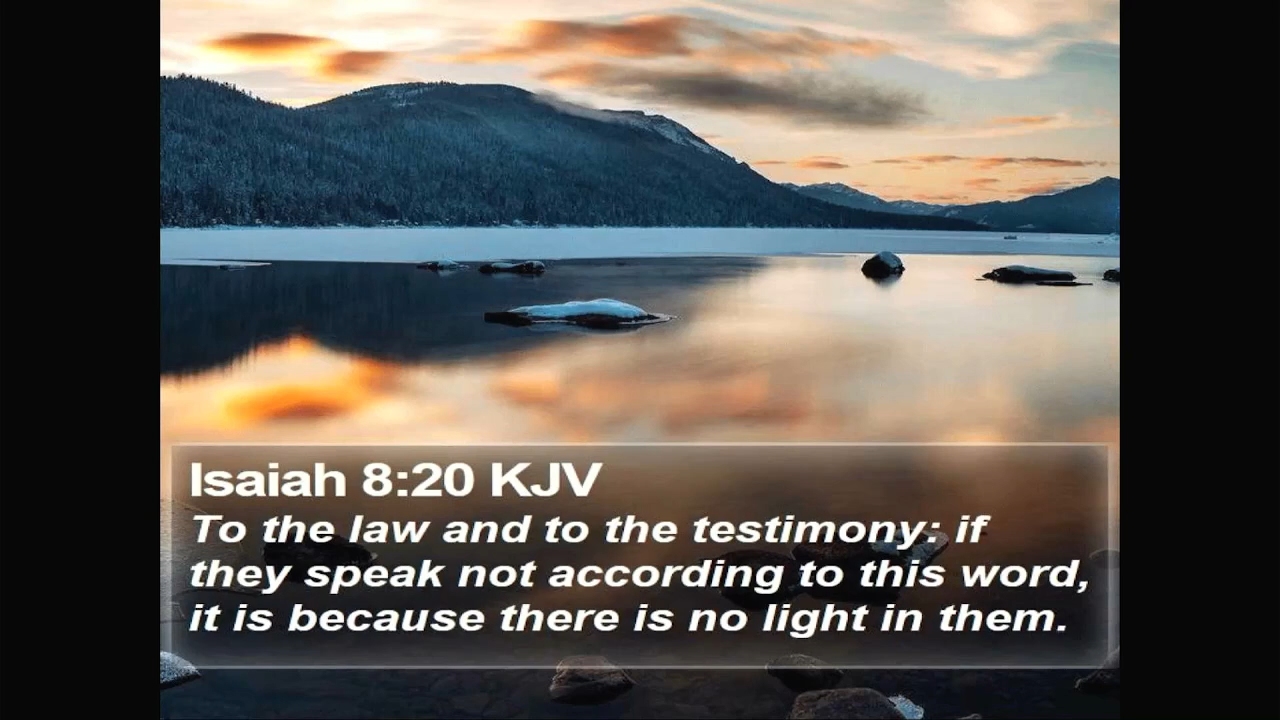 Isaiah 8:20 KJV
To the law and to the testimony: if
they speak not according to this word,
it is because there is no light in them.